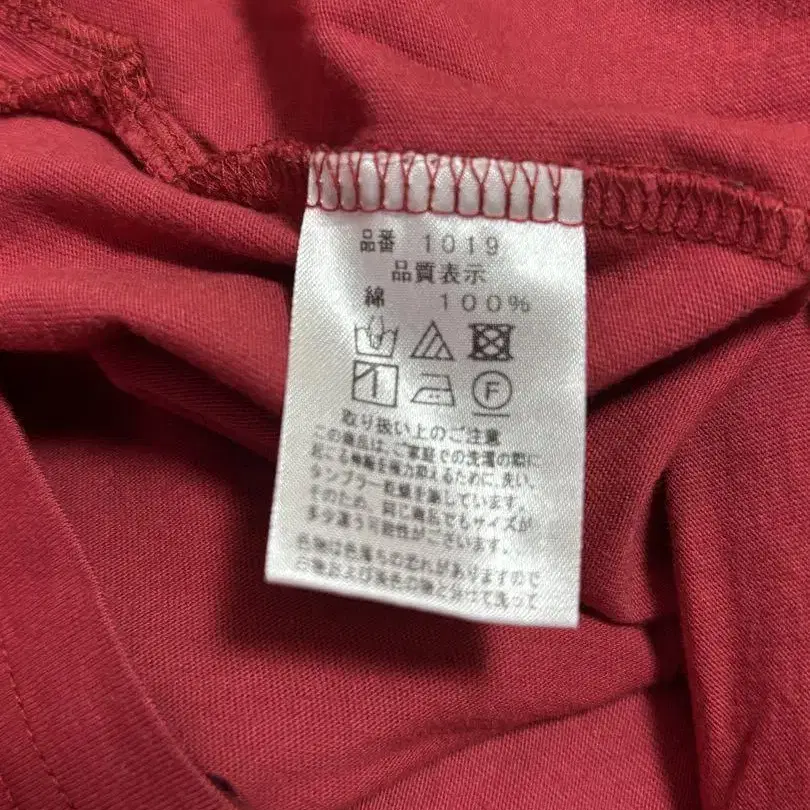 品番 1019
品質表示
綿 100%
F
取り扱い上のご注意
この商品は、ご家庭での洗濯の際に
起こる伸縮を極力抑えるために、洗い、
タンブラー乾燥を施しています。
そのため、同じ商品でもサイズが
多少違う可能性がございます。
色物は色落ちの恐れがありますので
白物および淡色の物と分けて洗って